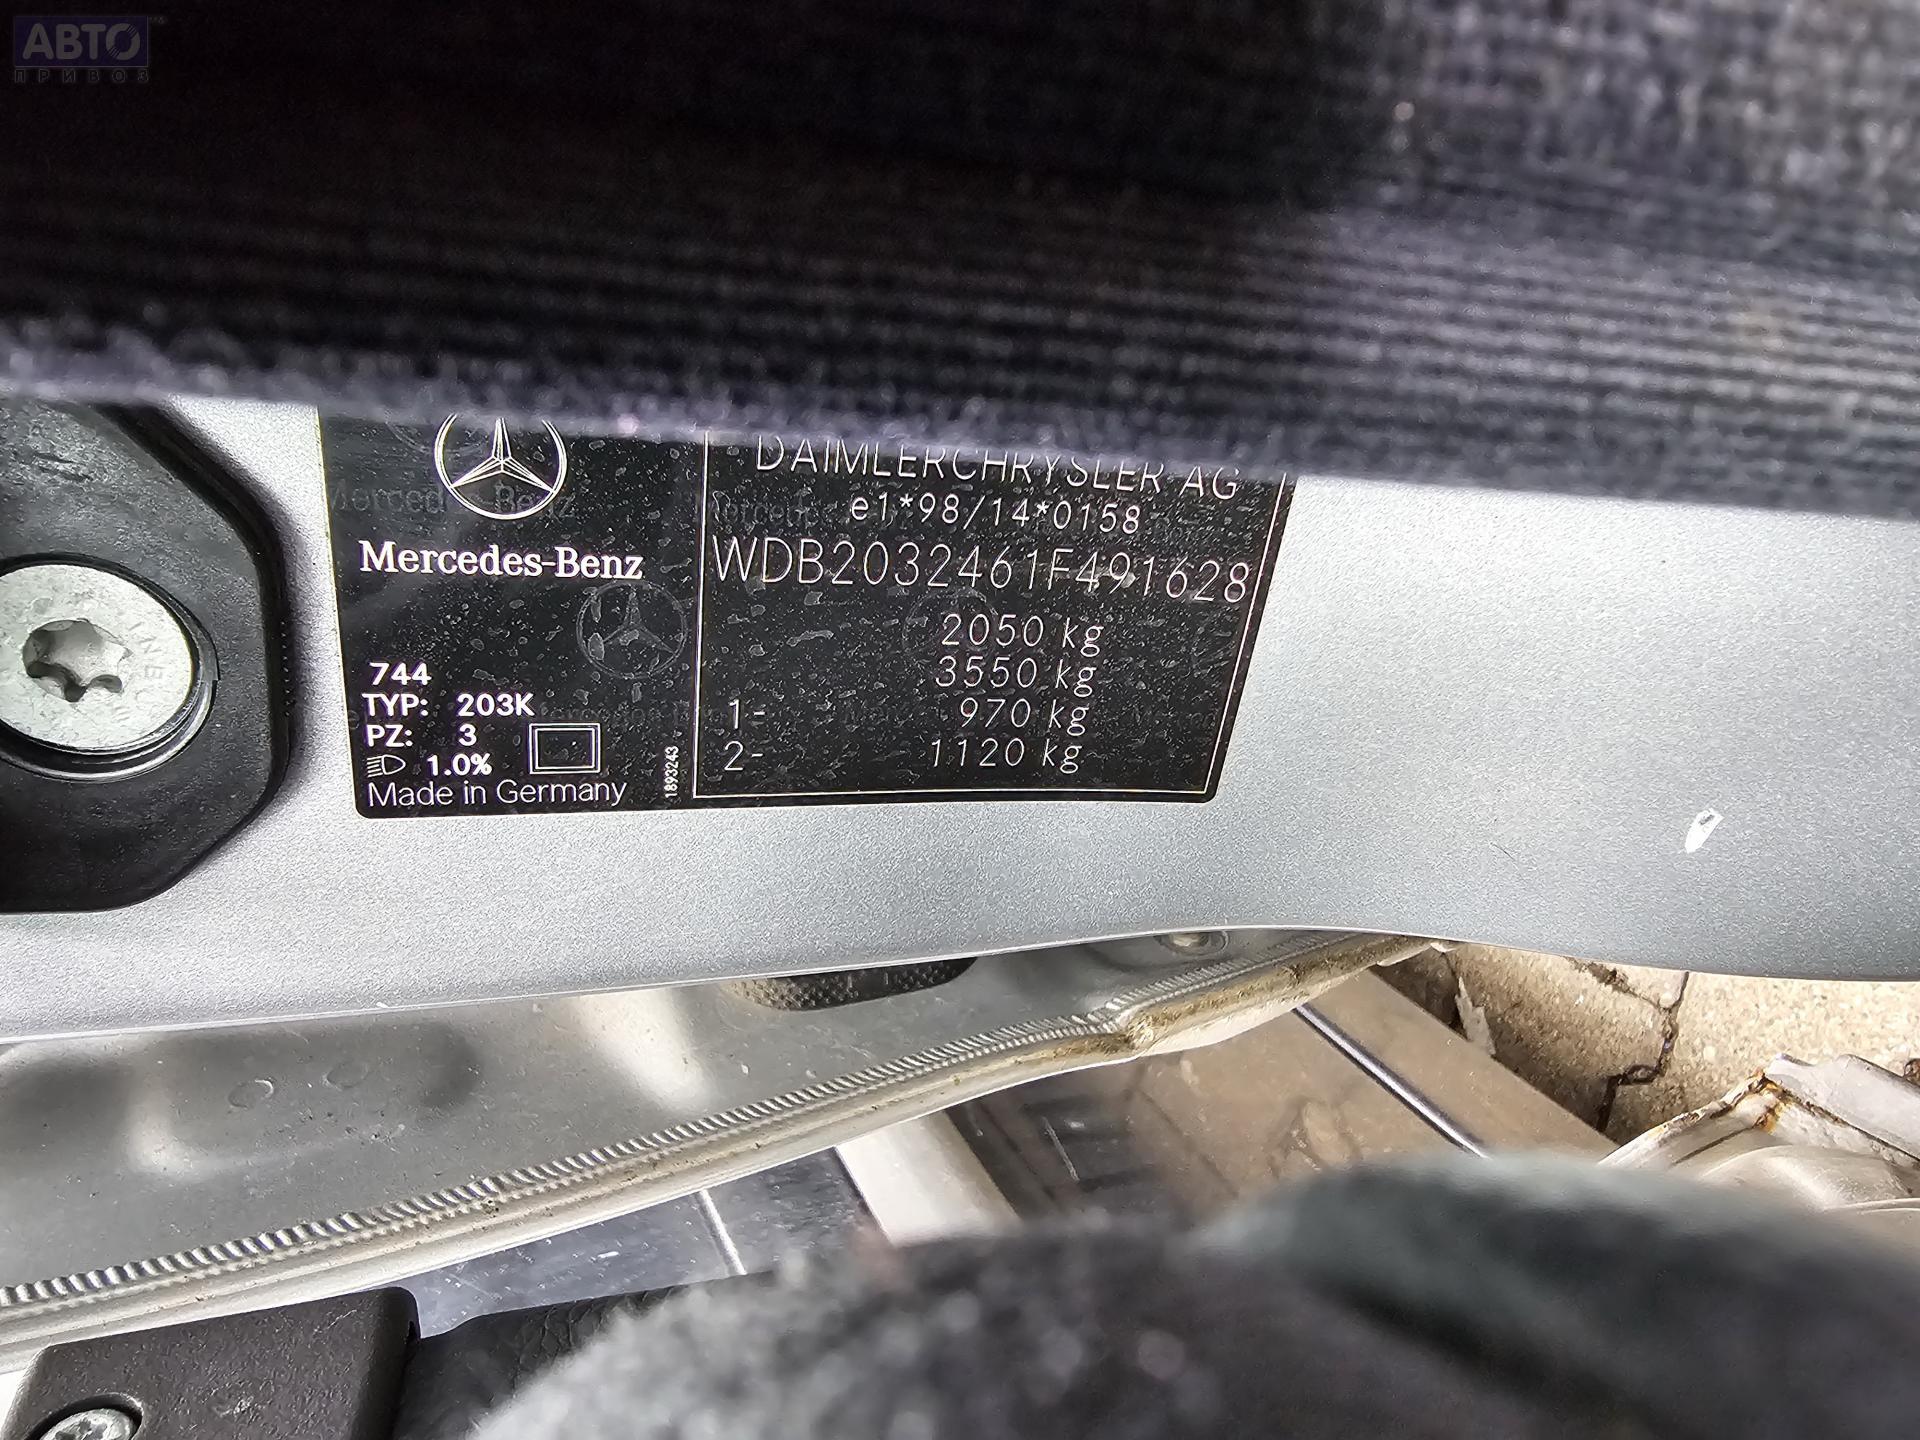 АВТО
ПРИВОЗ
Mercedes-Benz
744
TYP: 203K
PZ: 3
1.0%
Made in Germany
1893243
DAIMLERCHRYSLER AG
e1*98/14*0158
WDB2032461F491628
2050 kg
3550 kg
1- 970 kg
2- 1120 kg